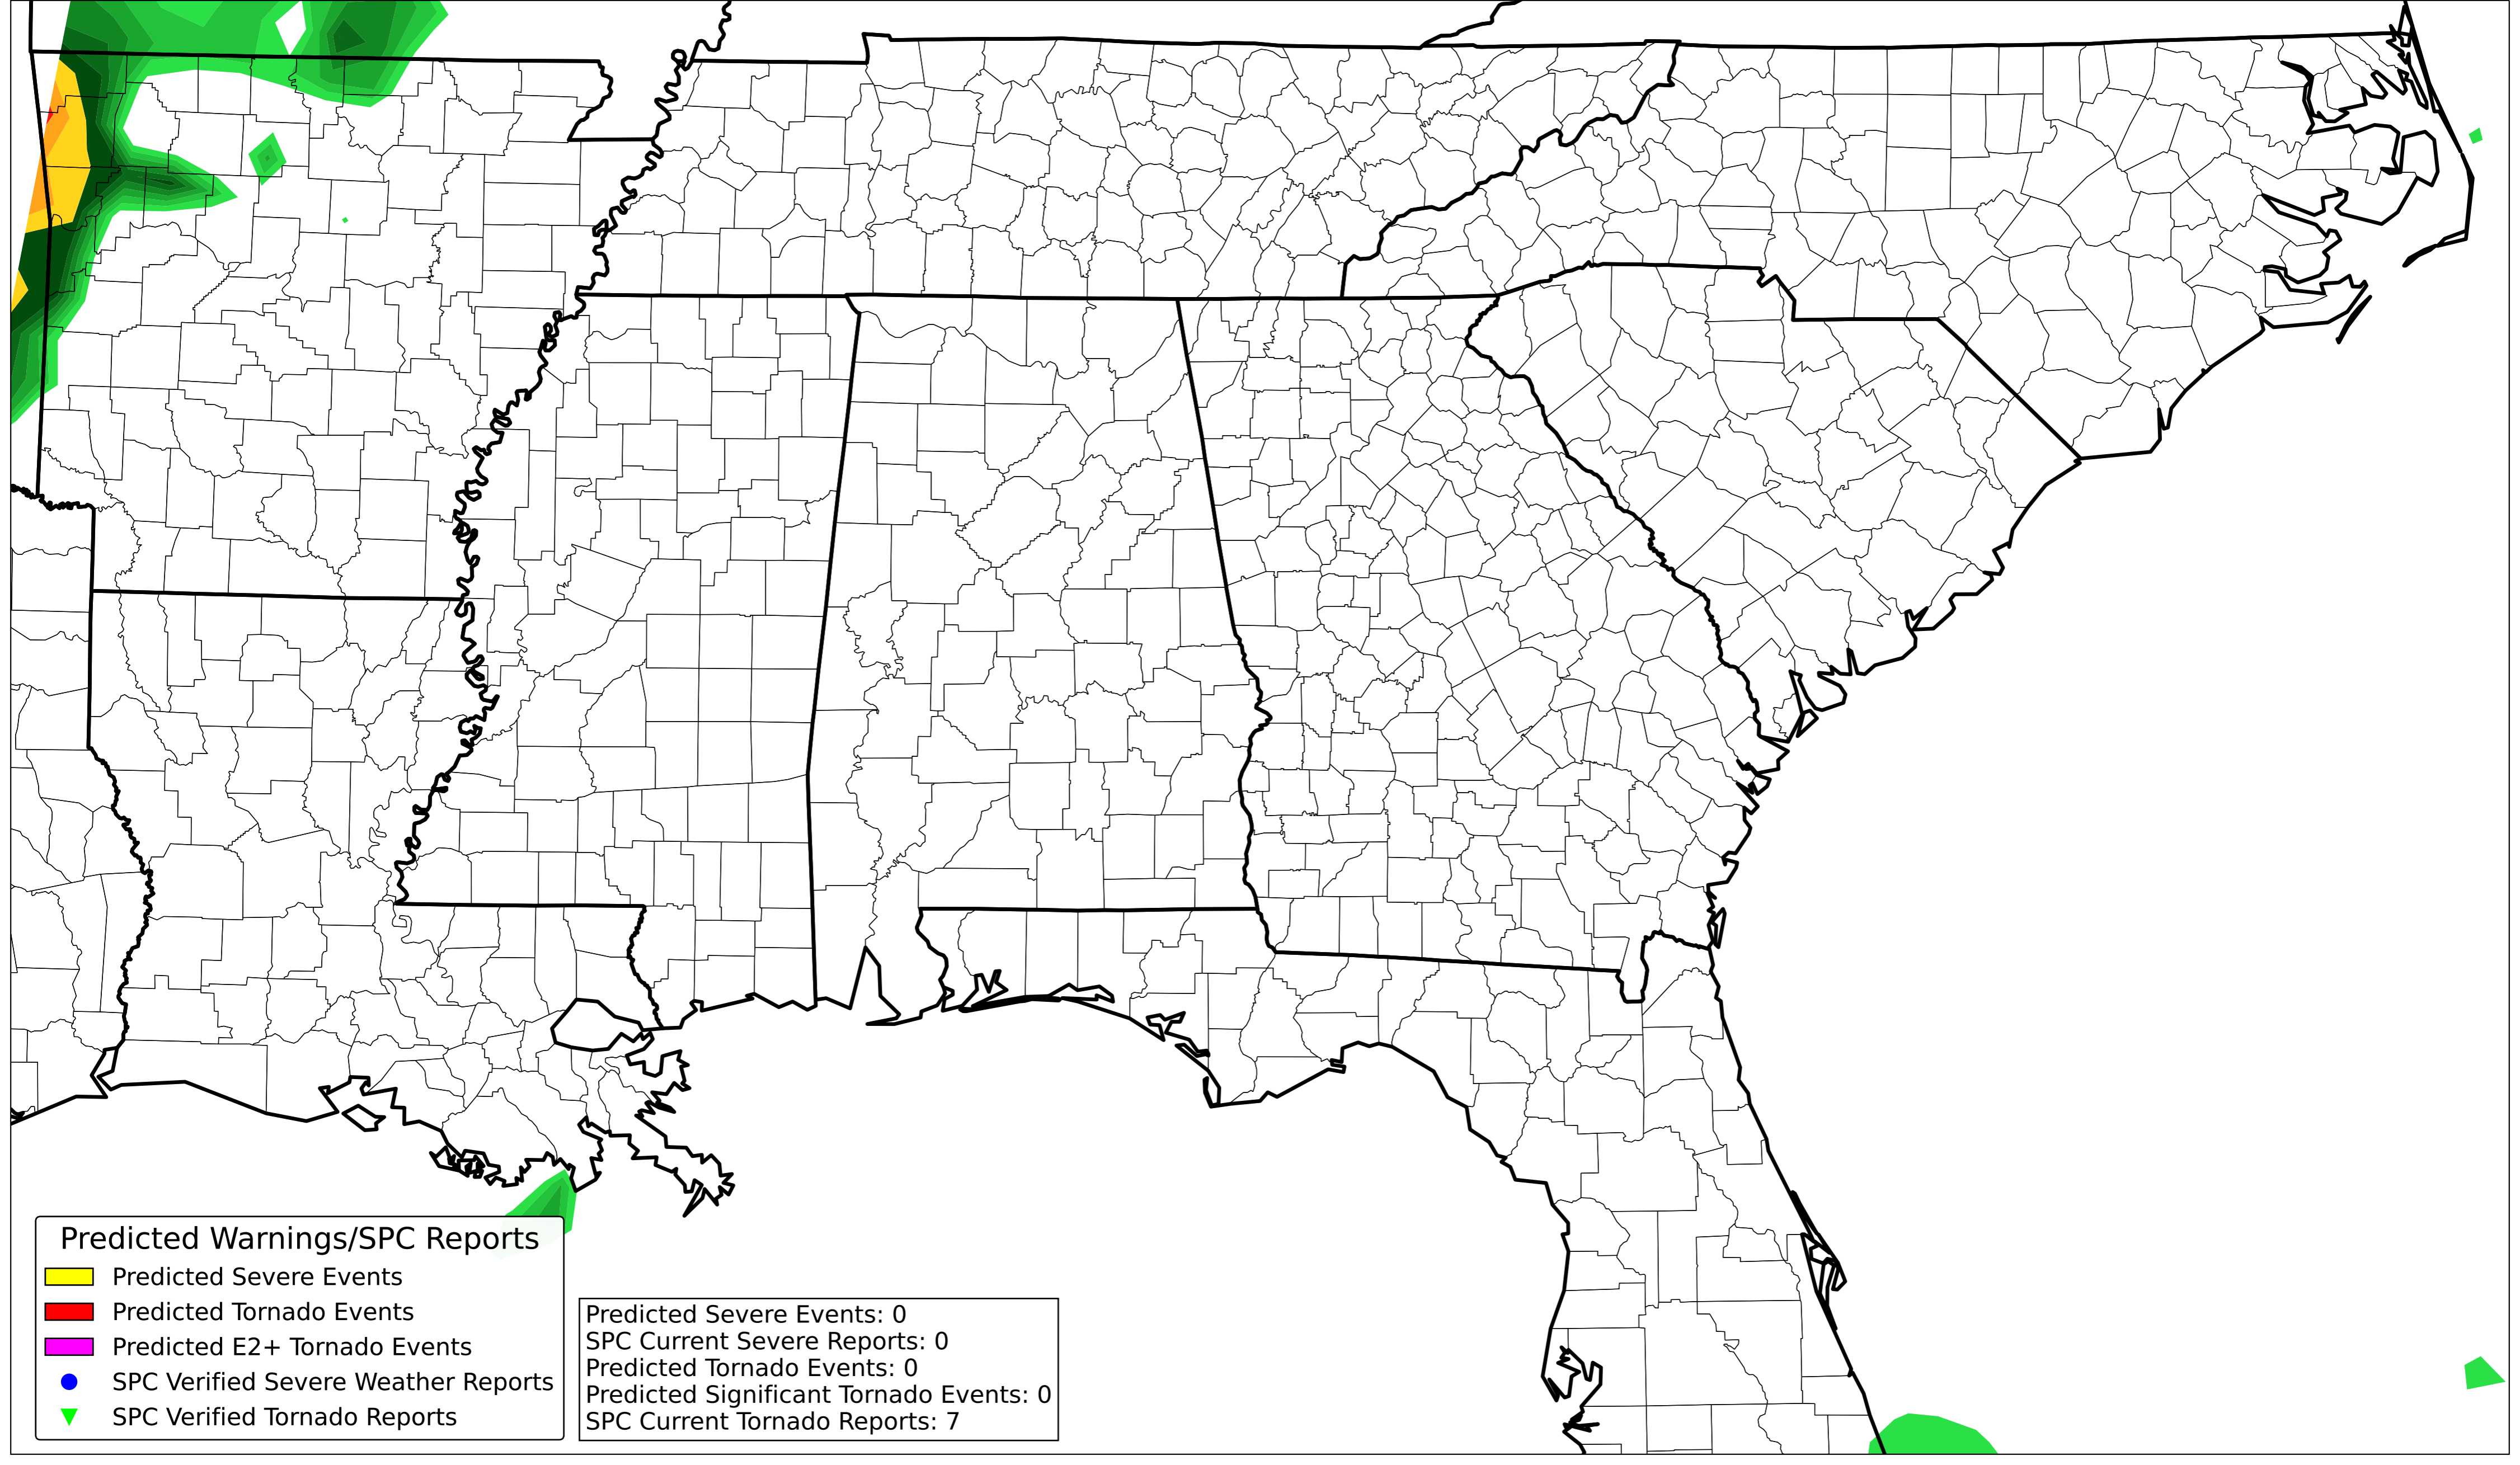 Predicted Warnings/SPC Reports
Predicted Severe Events
Predicted Tornado Events
Predicted E2+ Tornado Events
SPC Verified Severe Weather Reports
SPC Verified Tornado Reports
Predicted Severe Events: 0
SPC Current Severe Reports: 0
Predicted Tornado Events: 0
Predicted Significant Tornado Events: 0
SPC Current Tornado Reports: 7